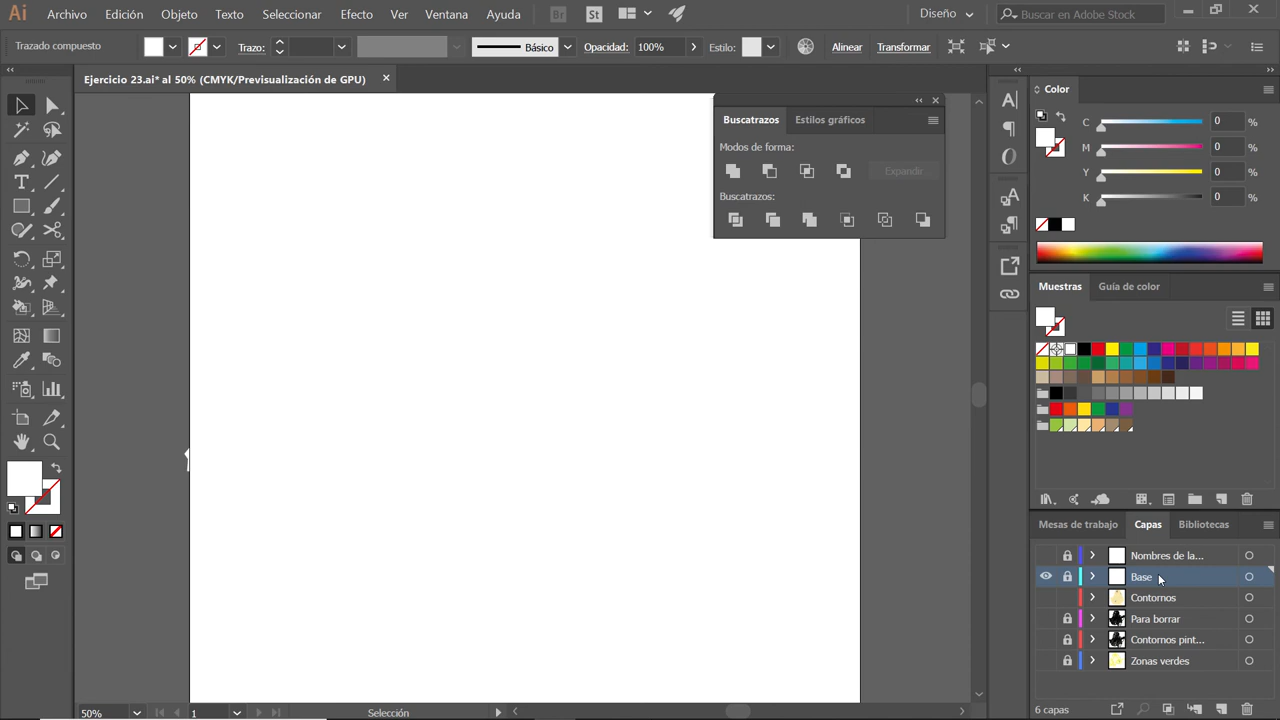 Ai Archivo Edición Objeto Texto Seleccionar Efecto Ver Ventana Ayuda Br St Diseño Buscar en Adobe Stock
Trazado compuesto Trazo: Básico Opacidad: 100% Estilo: Alinear Transformar
Ejercicio 23.ai* al 50% (CMYK/Previsualización de GPU)
Buscatrazos Estilos gráficos
Modos de forma:
Expandir
Buscatrazos:
Color
C 0 %
M 0 %
Y 0 %
K 0 %
Muestras Guía de color
Mesas de trabajo Capas Bibliotecas
Nombres de la...
Base
Contornos
Para borrar
Contornos pint...
Zonas verdes
6 capas
50% 1 Selección